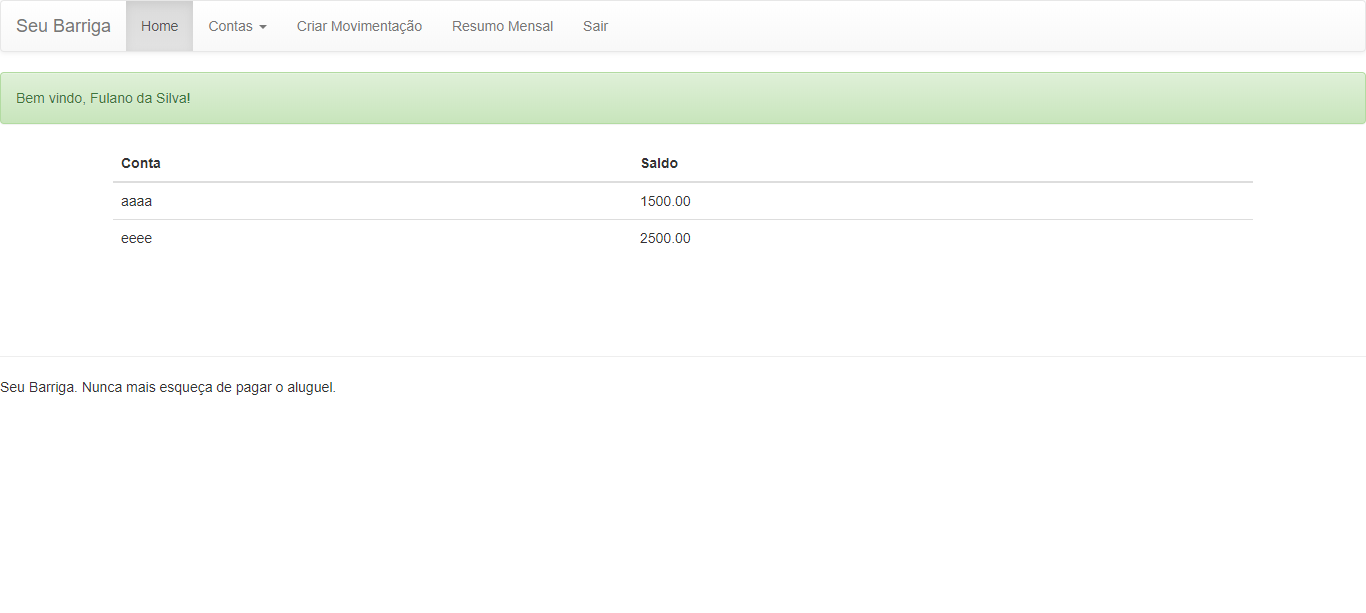 Seu Barriga Home Contas Criar Movimentação Resumo Mensal Sair
Bem vindo, Fulano da Silva!
Conta Saldo
aaaa 1500.00
eeee 2500.00
Seu Barriga. Nunca mais esqueça de pagar o aluguel.